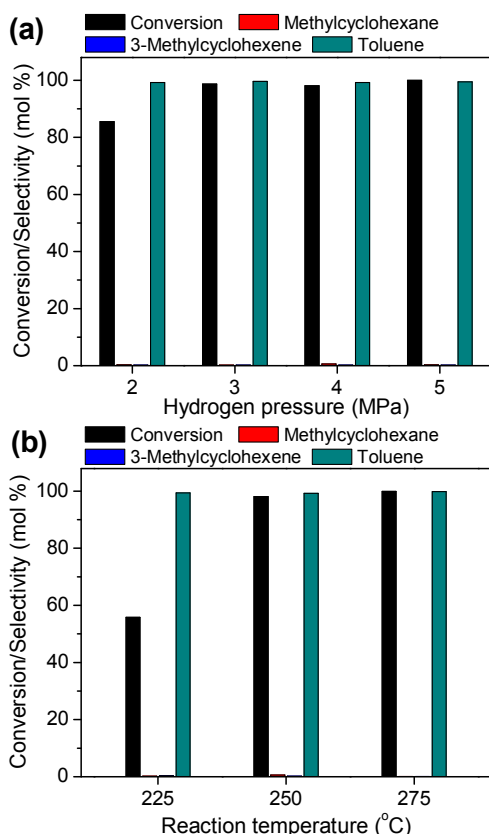 (a)
Conversion Methylcyclohexane
3-Methylcyclohexene Toluene
Conversion/Selectivity (mol %)
100
80
60
40
20
0
2 3 4 5
Hydrogen pressure (MPa)
(b)
Conversion Methylcyclohexane
3-Methylcyclohexene Toluene
Conversion/Selectivity (mol %)
100
80
60
40
20
0
225 250 275
Reaction temperature (°C)